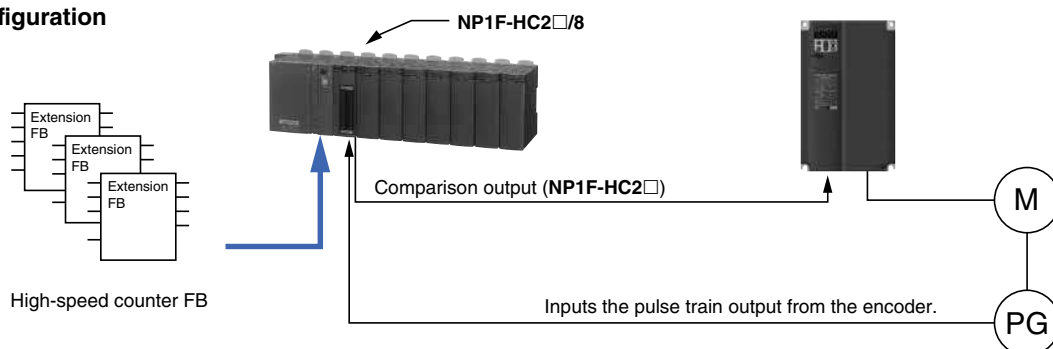 figuration
NP1F-HC2□/8
Extension
FB
Extension
FB
Extension
FB
Comparison output (NP1F-HC2□)
M
High-speed counter FB
Inputs the pulse train output from the encoder.
PG